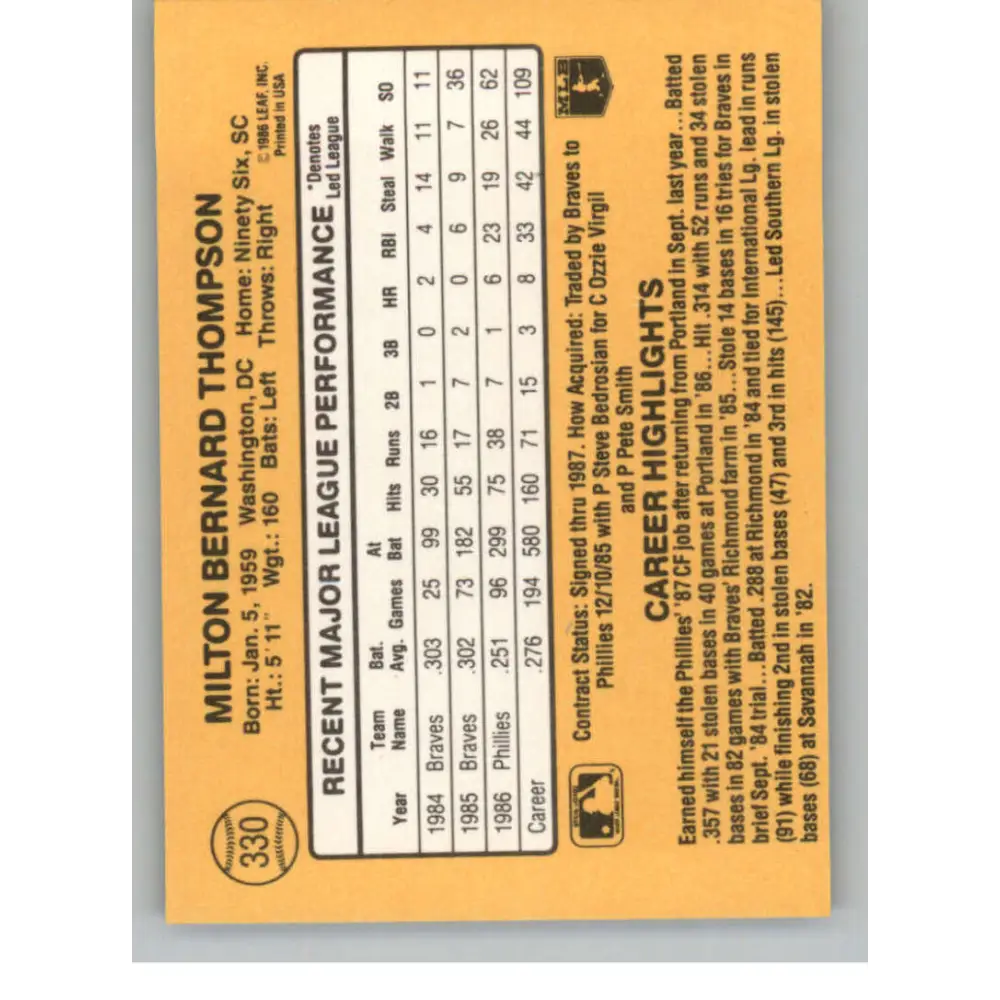 330
MILTON BERNARD THOMPSON
Born: Jan. 5, 1959 Washington, DC Home: Ninety Six, SC
Ht.: 5'11" Wgt.: 160 Bats: Left Throws: Right
© 1986 LEAF, INC.
Printed in USA
RECENT MAJOR LEAGUE PERFORMANCE
*Denotes
Led League
Year Team Name Bat. Avg. Games At Bat Hits Runs 2B 3B HR RBI Steal Walk SO
1984 Braves .303 25 99 30 16 1 0 2 4 14 11 11
1985 Braves .302 73 182 55 17 7 2 0 6 9 7 36
1986 Phillies .251 96 299 75 38 7 1 6 23 19 26 62
Career .276 194 580 160 71 15 3 8 33 42 44 109
Contract Status: Signed thru 1987. How Acquired: Traded by Braves to
Phillies 12/10/85 with P Steve Bedrosian for C Ozzie Virgil
and P Pete Smith
MLB
CAREER HIGHLIGHTS
Earned himself the Phillies' '87 CF job after returning from Portland in Sept. last year...Batted
.357 with 21 stolen bases in 40 games at Portland in '86...Hit .314 with 52 runs and 34 stolen
bases in 82 games with Braves' Richmond farm in '85...Stole 14 bases in 16 tries for Braves in
brief Sept. '84 trial...Batted .288 at Richmond in '84 and tied for International Lg. lead in runs
(91) while finishing 2nd in stolen bases (47) and 3rd in hits (145)...Led Southern Lg. in stolen
bases (68) at Savannah in '82.